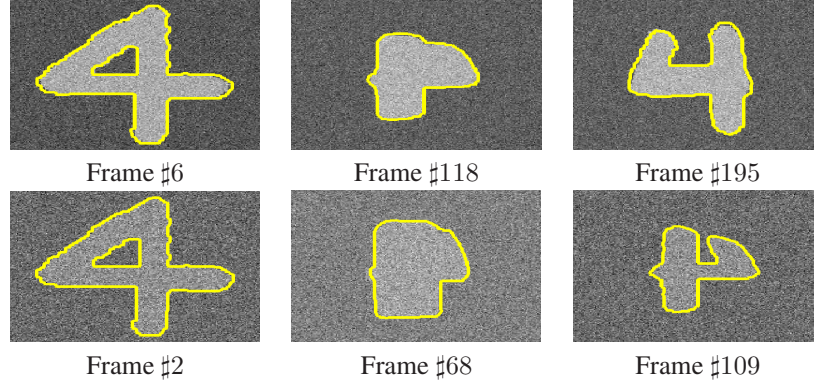 Frame ♯6 Frame ♯118 Frame ♯195
Frame ♯2 Frame ♯68 Frame ♯109